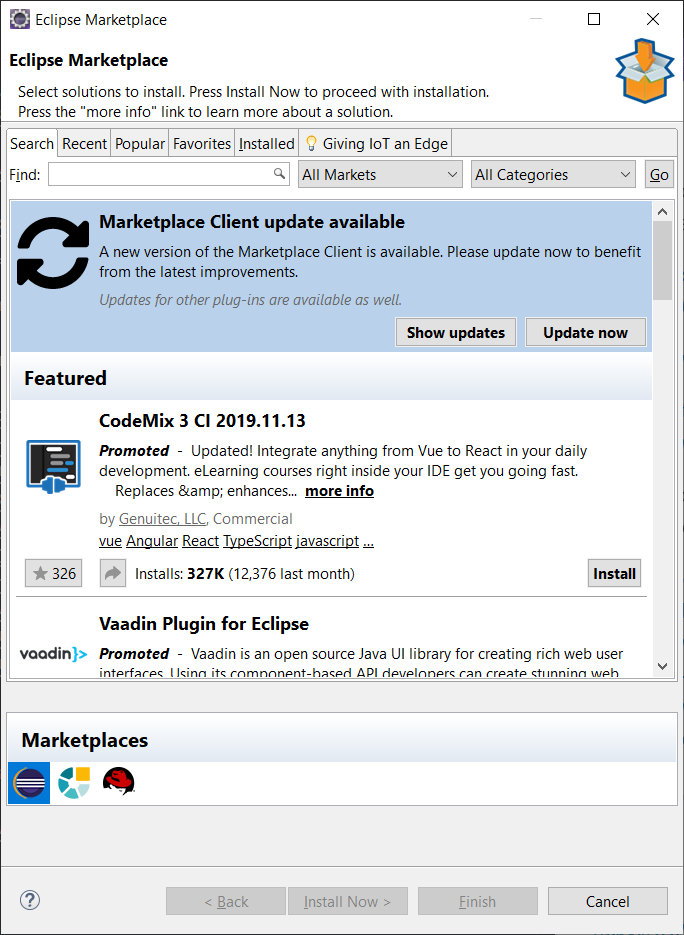 Eclipse Marketplace
Eclipse Marketplace
Select solutions to install. Press Install Now to proceed with installation.
Press the "more info" link to learn more about a solution.
Search Recent Popular Favorites Installed Giving IoT an Edge
Find: All Markets All Categories Go
Marketplace Client update available
A new version of the Marketplace Client is available. Please update now to benefit
from the latest improvements.
Updates for other plug-ins are available as well.
Show updates Update now
Featured
CodeMix 3 CI 2019.11.13
Promoted - Updated! Integrate anything from Vue to React in your daily
development. eLearning courses right inside your IDE get you going fast.
Replaces &amp; enhances... more info
by Genuitec, LLC, Commercial
vue Angular React TypeScript javascript ...
326 Installs: 327K (12,376 last month) Install
Vaadin Plugin for Eclipse
vaadin}> Promoted - Vaadin is an open source Java UI library for creating rich web user
interfaces. Using its component-based API developers can create stunning web
Marketplaces
? < Back Install Now > Finish Cancel